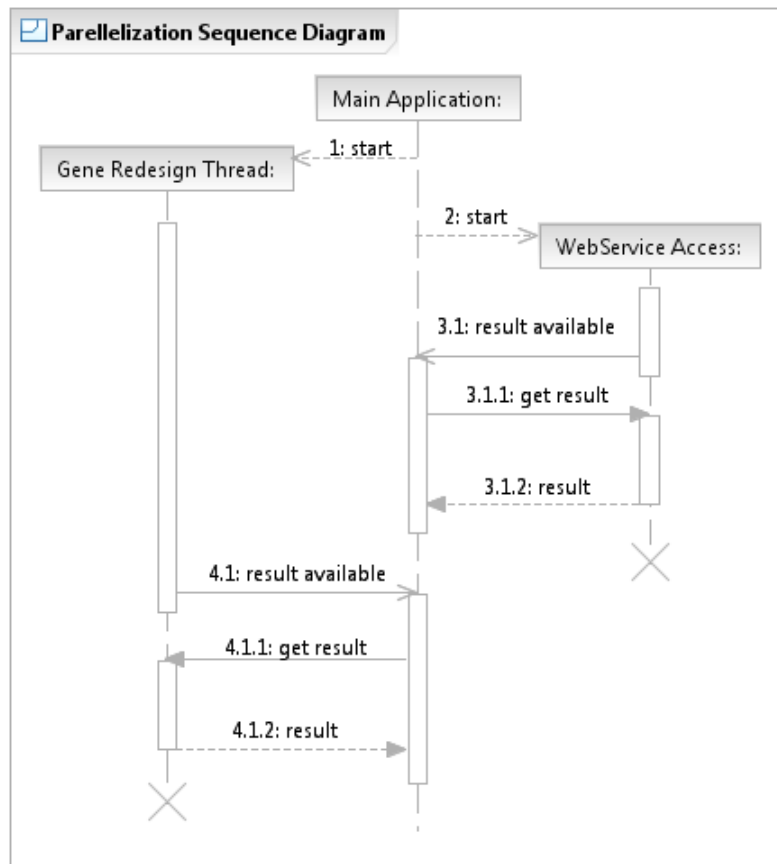 Parellelization Sequence Diagram
Main Application:
1: start
Gene Redesign Thread:
2: start
WebService Access:
3.1: result available
3.1.1: get result
3.1.2: result
4.1: result available
4.1.1: get result
4.1.2: result